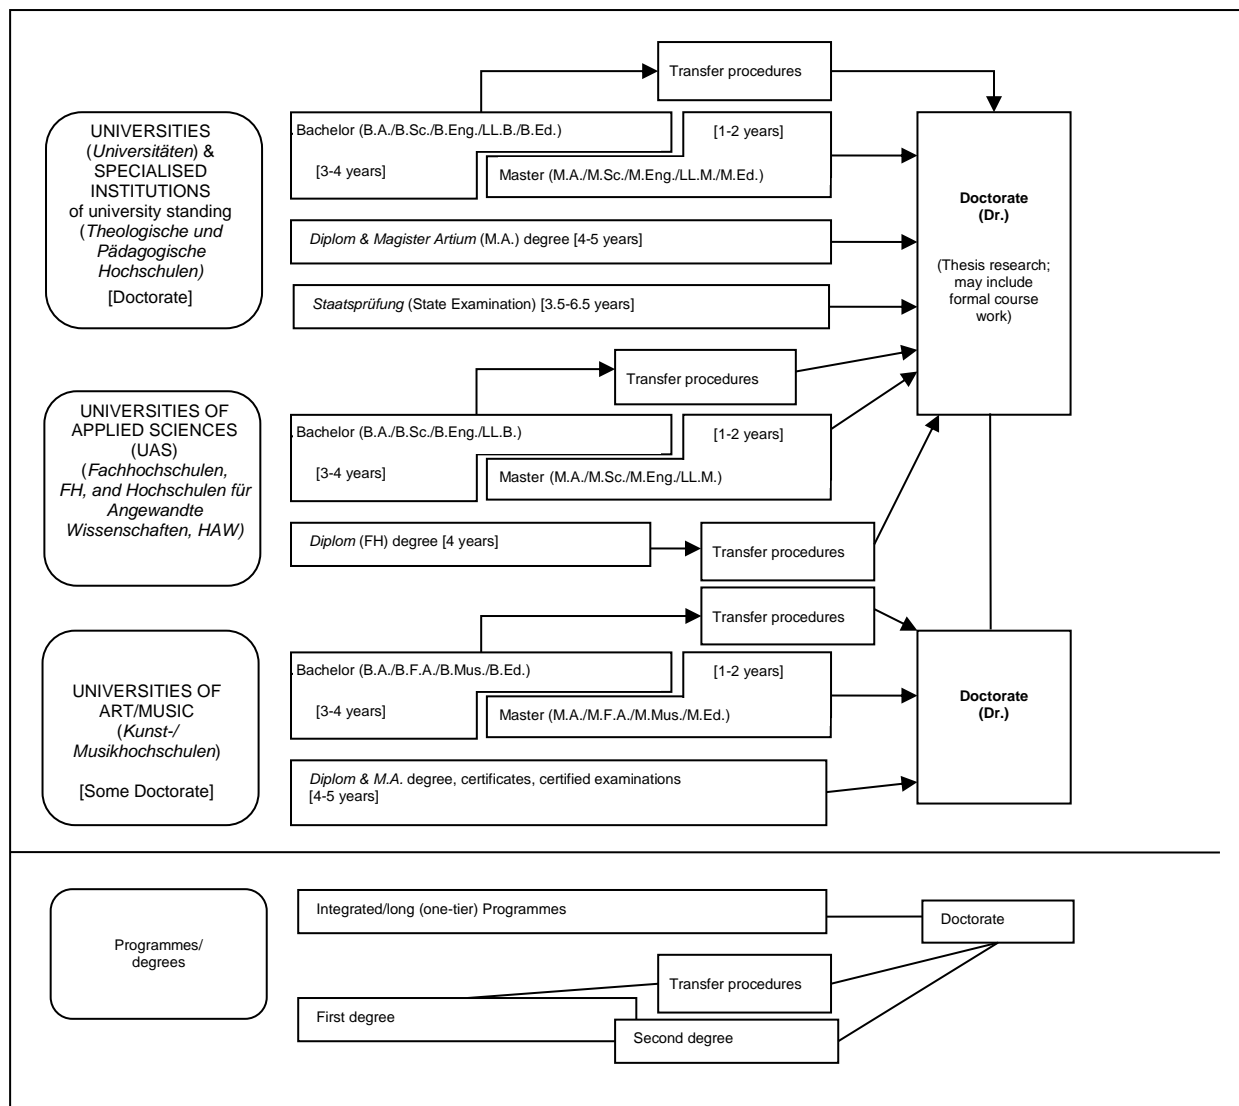 Transfer procedures
UNIVERSITIES
(Universitäten) &
SPECIALISED
INSTITUTIONS
of university standing
(Theologische und
Pädagogische
Hochschulen)
[Doctorate]
. Bachelor (B.A./B.Sc./B.Eng./LL.B./B.Ed.)
[3-4 years]
[1-2 years]
Master (M.A./M.Sc./M.Eng./LL.M./M.Ed.)
Diplom & Magister Artium (M.A.) degree [4-5 years]
Staatsprüfung (State Examination) [3.5-6.5 years]
Doctorate
(Dr.)
(Thesis research;
may include
formal course
work)
Transfer procedures
UNIVERSITIES OF
APPLIED SCIENCES
(UAS)
(Fachhochschulen,
FH, and Hochschulen für
Angewandte
Wissenschaften, HAW)
. Bachelor (B.A./B.Sc./B.Eng./LL.B.)
[3-4 years]
[1-2 years]
Master (M.A./M.Sc./M.Eng./LL.M.)
Diplom (FH) degree [4 years]
Transfer procedures
Transfer procedures
UNIVERSITIES OF
ART/MUSIC
(Kunst-/
Musikhochschulen)
[Some Doctorate]
. Bachelor (B.A./B.F.A./B.Mus./B.Ed.)
[3-4 years]
[1-2 years]
Master (M.A./M.F.A./M.Mus./M.Ed.)
Diplom & M.A. degree, certificates, certified examinations
[4-5 years]
Doctorate
(Dr.)
Programmes/
degrees
Integrated/long (one-tier) Programmes
Doctorate
Transfer procedures
First degree
Second degree